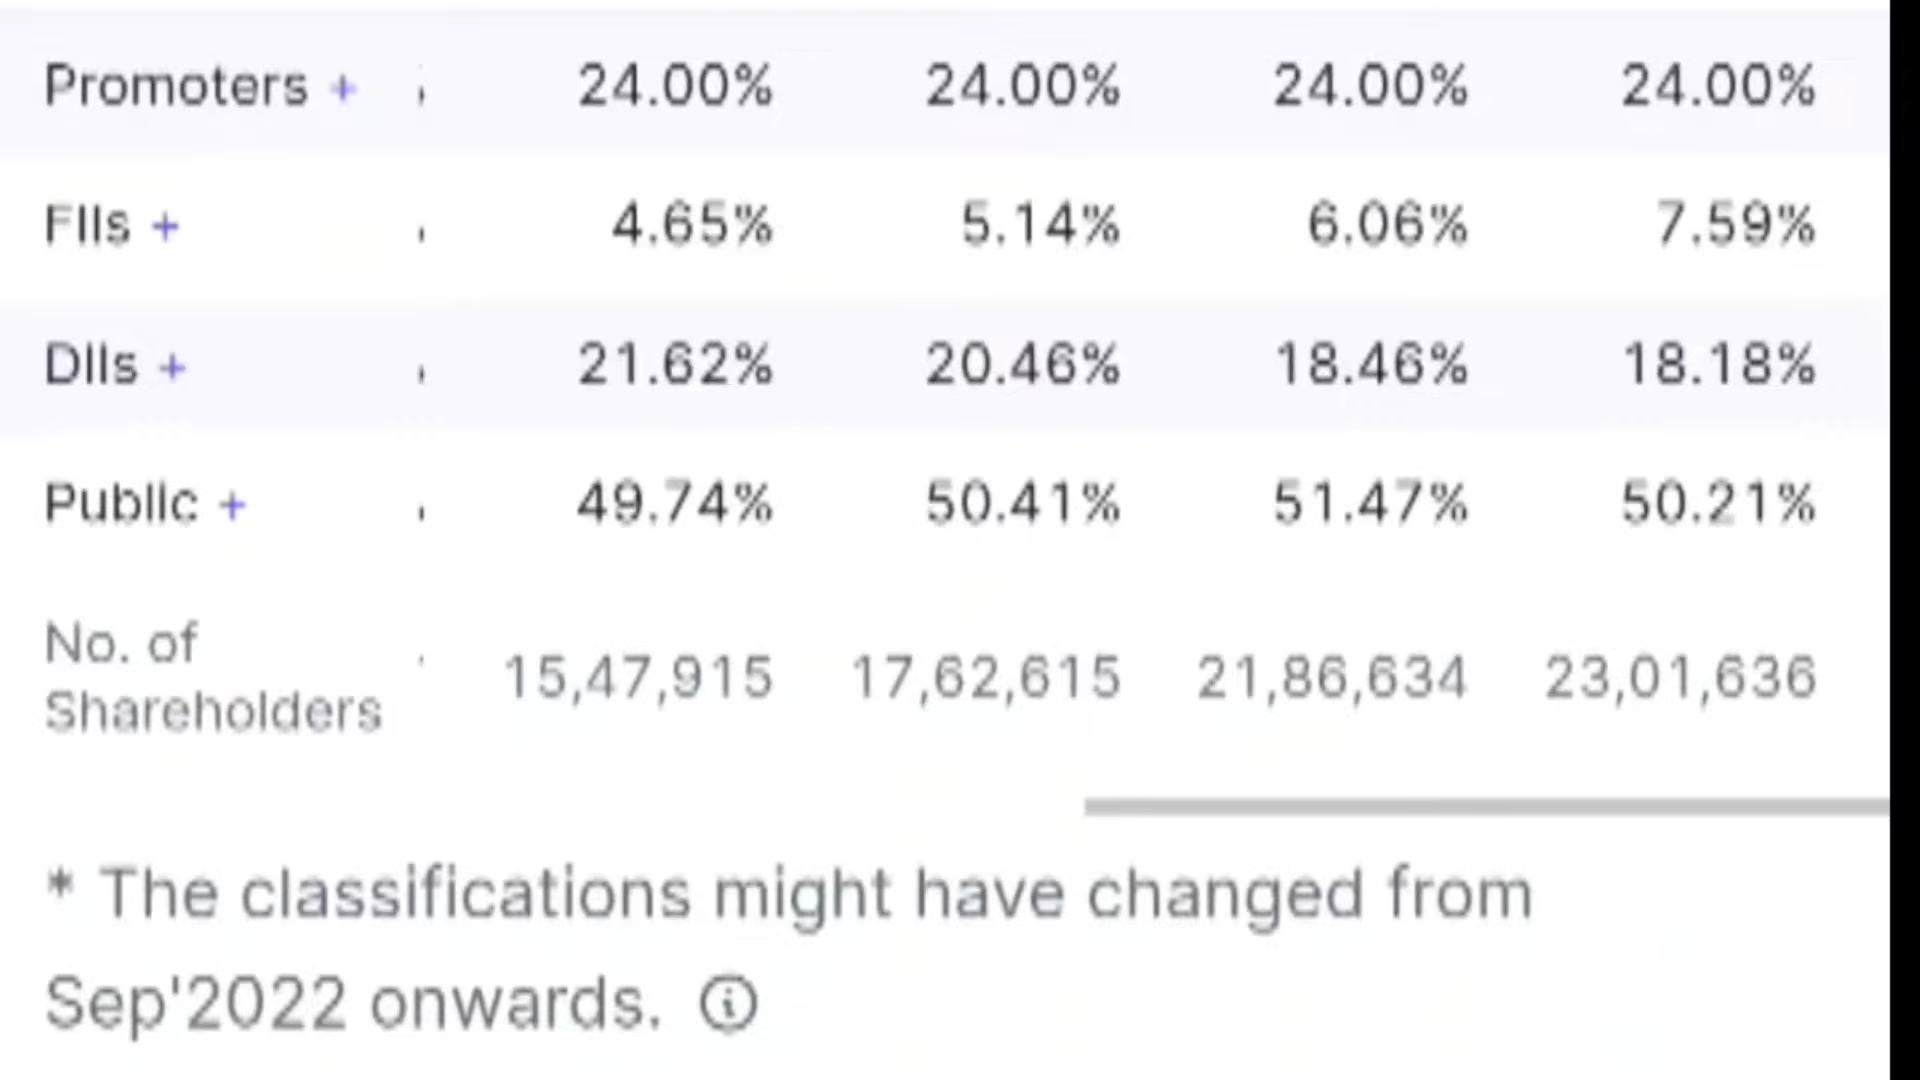 Promoters + 24.00% 24.00% 24.00% 24.00%
FIIs + 4.65% 5.14% 6.06% 7.59%
DIIs + 21.62% 20.46% 18.46% 18.18%
Public + 49.74% 50.41% 51.47% 50.21%
No. of
Shareholders 15,47,915 17,62,615 21,86,634 23,01,636
* The classifications might have changed from
Sep'2022 onwards.